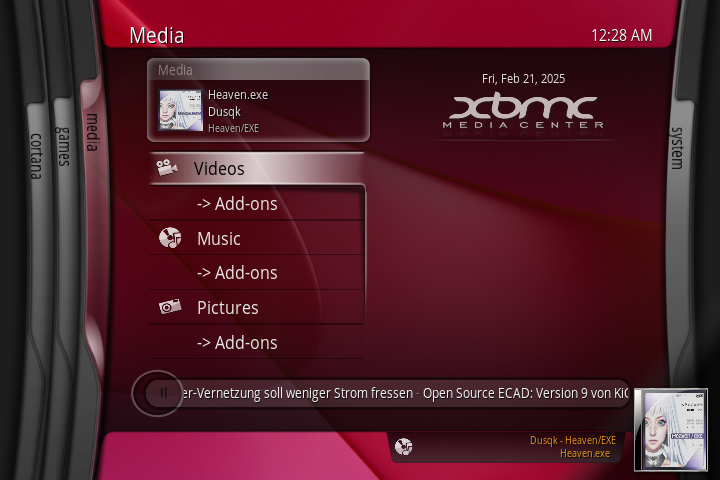 Media
12:28 AM
Media
Heaven.exe
Dusqk
Heaven/EXE
Fri, Feb 21, 2025
xbmc
MEDIA CENTER
cortana
games
media
system
Videos
-> Add-ons
Music
-> Add-ons
Pictures
-> Add-ons
er-Vernetzung soll weniger Strom fressen - Open Source ECAD: Version 9 von KiC
Dusqk - Heaven/EXE
Heaven.exe